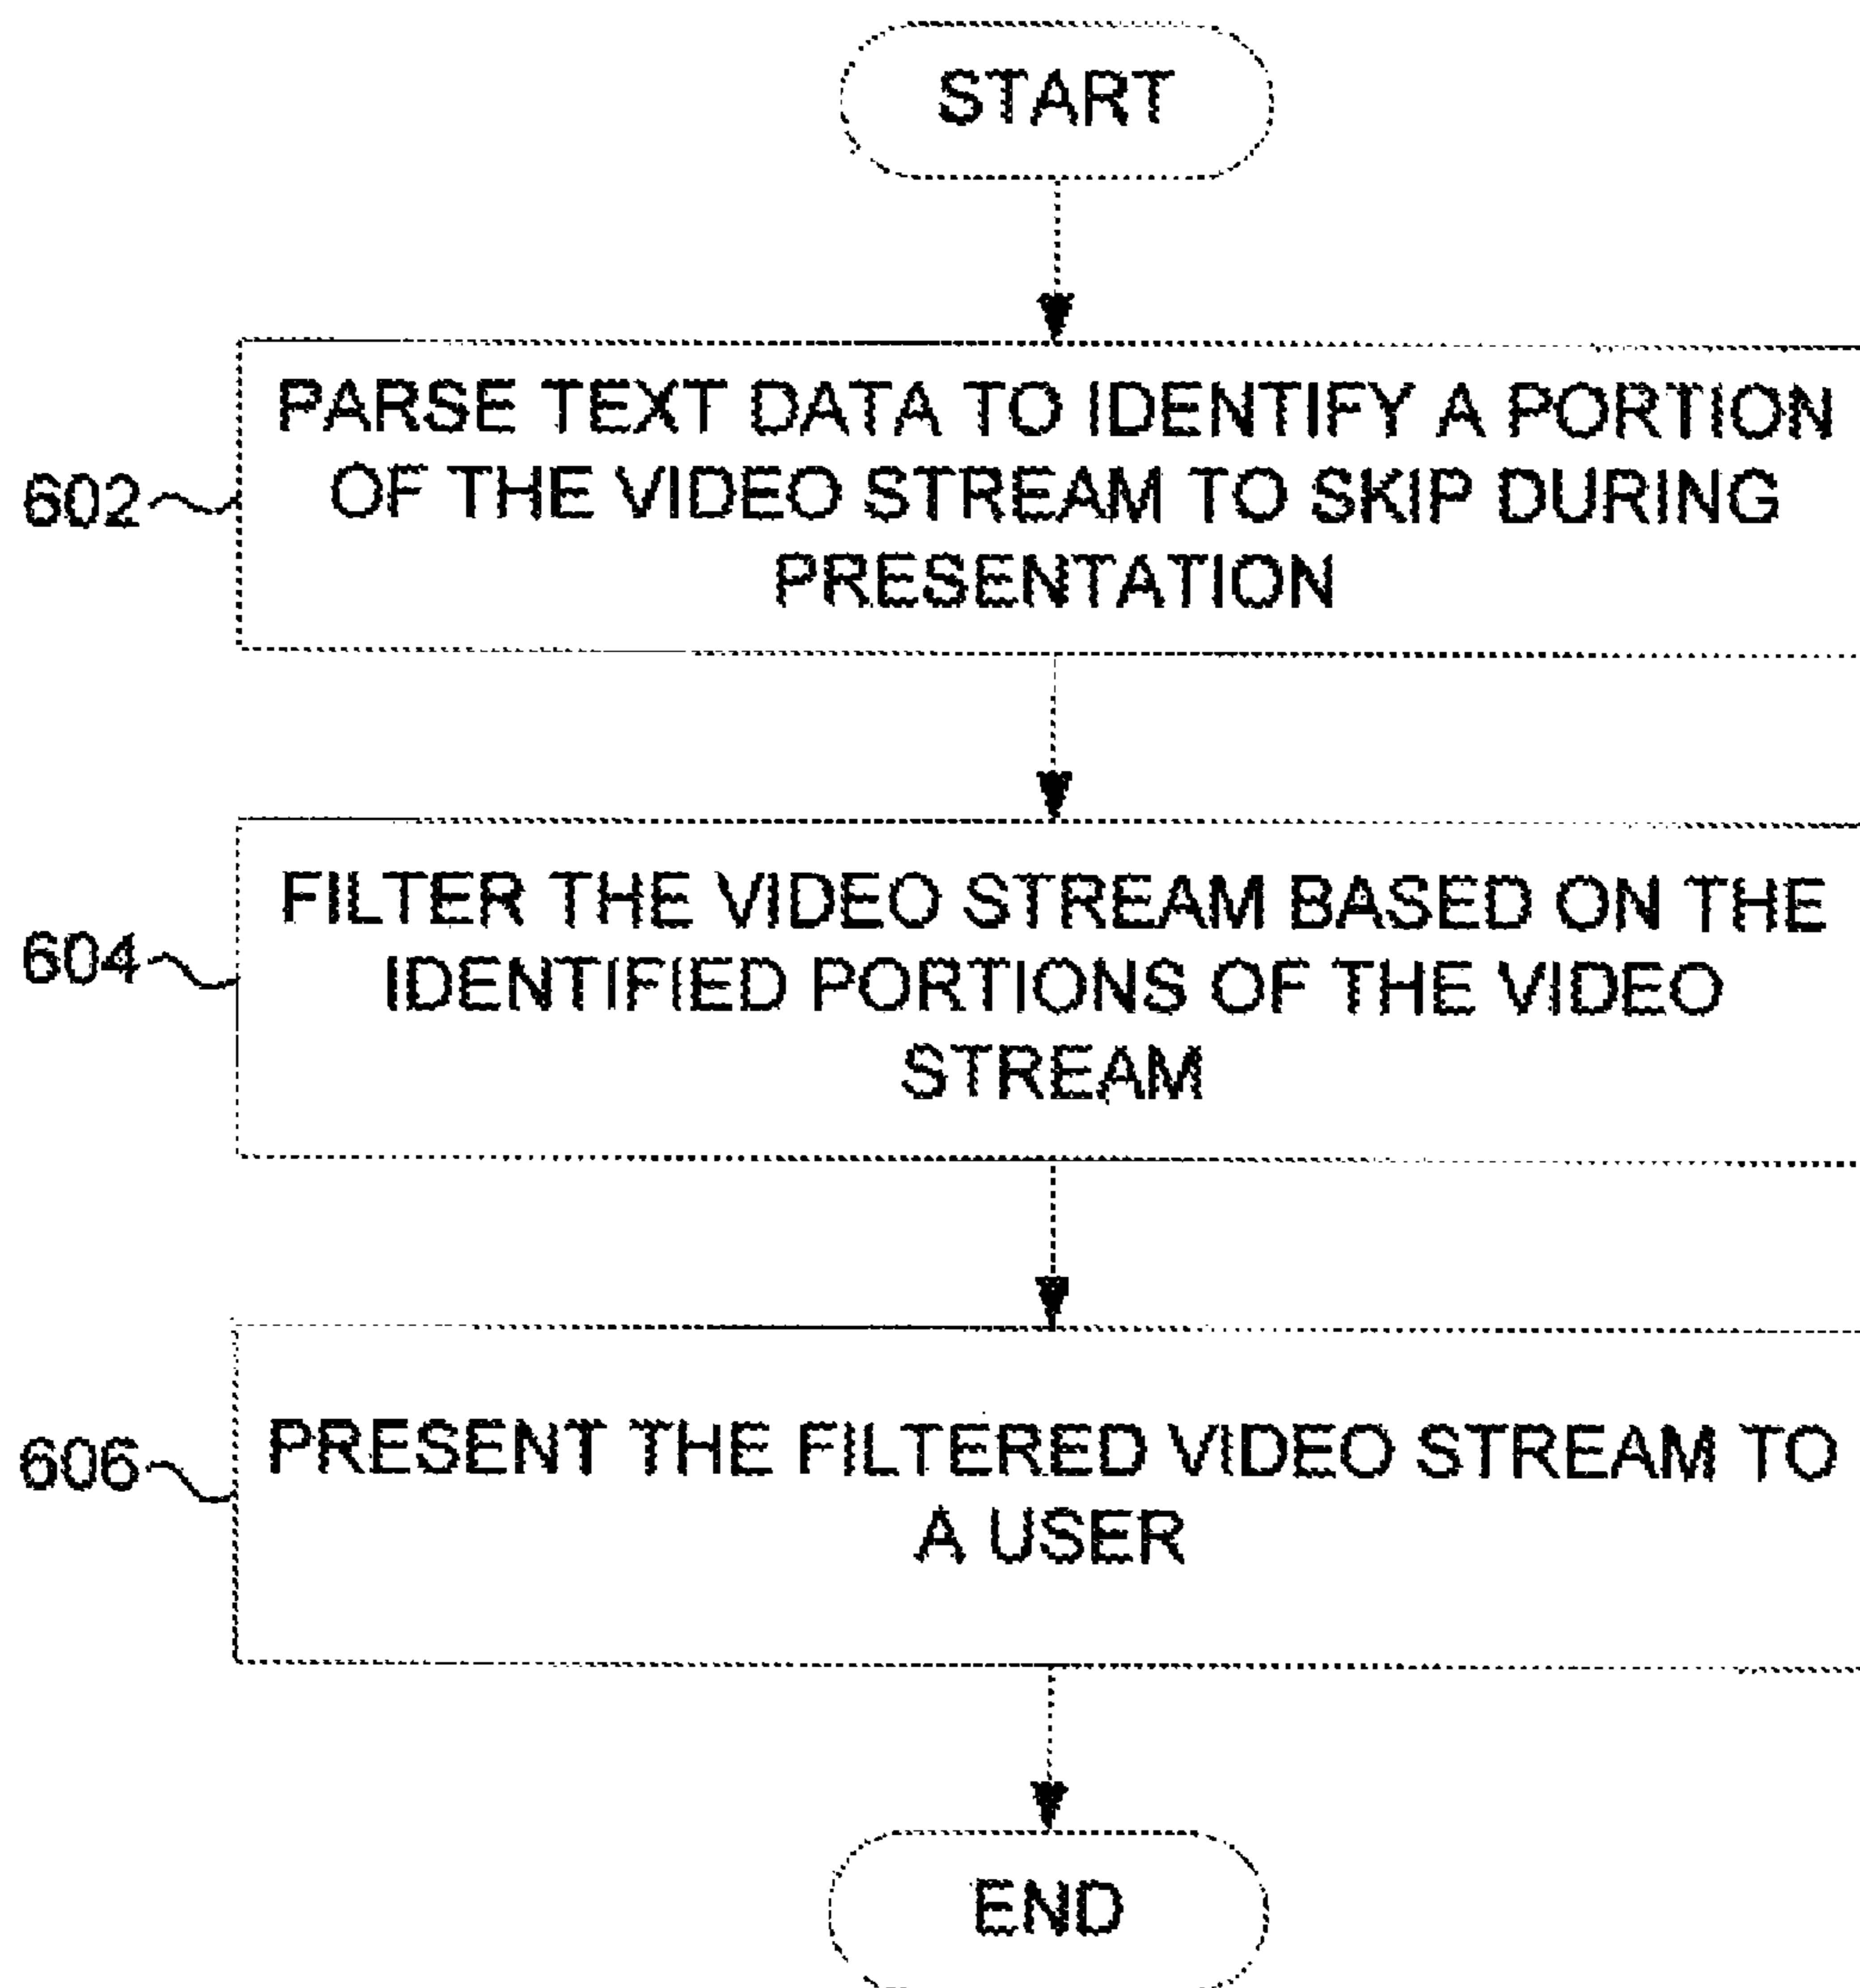 START
PARSE TEXT DATA TO IDENTIFY A PORTION
602 OF THE VIDEO STREAM TO SKIP DURING
PRESENTATION
FILTER THE VIDEO STREAM BASED ON THE
604 IDENTIFIED PORTIONS OF THE VIDEO
STREAM
606 PRESENT THE FILTERED VIDEO STREAM TO
A USER
END